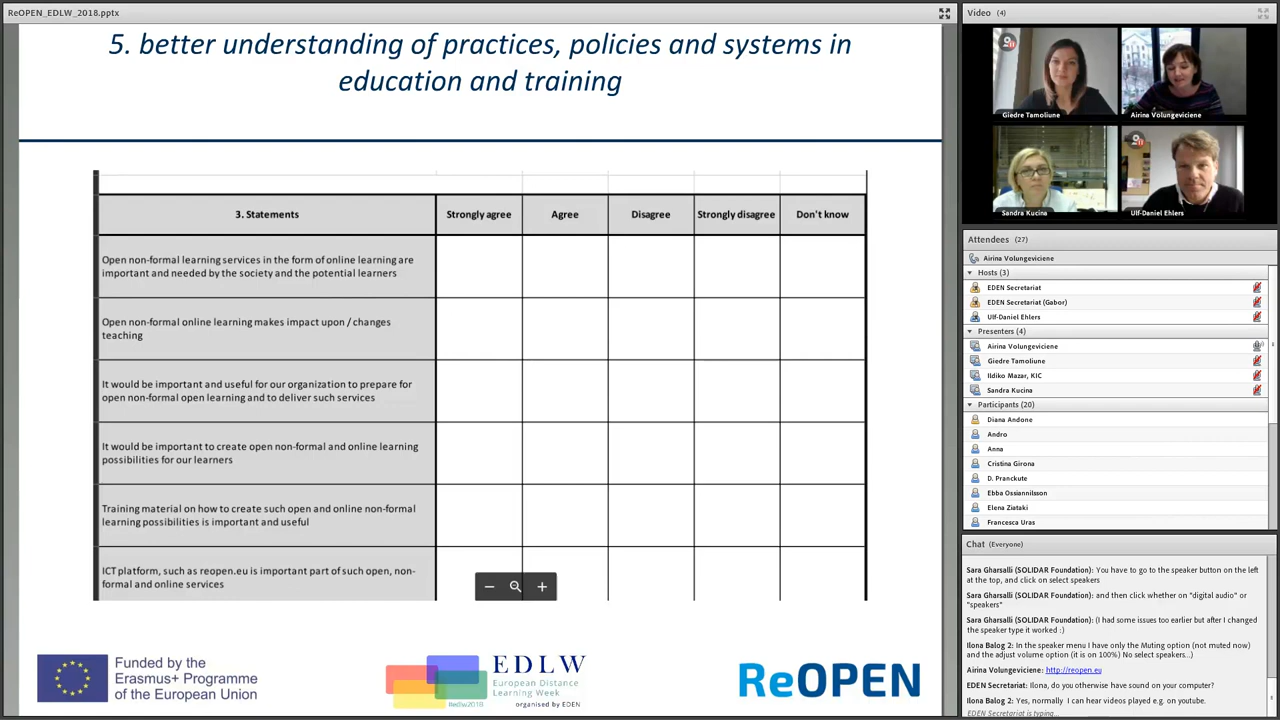 ReOPEN_EDLW_2018.pptx
5. better understanding of practices, policies and systems in
education and training
3. Statements
Strongly agree
Agree
Disagree
Strongly disagree
Don't know
Open non-formal learning services in the form of online learning are
important and needed by the society and the potential learners
Open non-formal online learning makes impact upon / changes
teaching
It would be important and useful for our organization to prepare for
open non-formal open learning and to deliver such services
It would be important to create open non-formal and online learning
possibilities for our learners
Training material on how to create such open and online non-formal
learning possibilities is important and useful
ICT platform, such as reopen.eu is important part of such open, non-
formal and online services
Funded by the
Erasmus+ Programme
of the European Union
EDLW
European Distance
Learning Week
#edlw2018
organised by EDEN
ReOPEN
Video (4)
Giedre Tamoliune
Airina Volungeviciene
Sandra Kucina
Ulf-Daniel Ehlers
Attendees (27)
Airina Volungeviciene
Hosts (3)
EDEN Secretariat
EDEN Secretariat (Gabor)
Ulf-Daniel Ehlers
Presenters (4)
Airina Volungeviciene
Giedre Tamoliune
Ildiko Mazar, KIC
Sandra Kucina
Participants (20)
Diana Andone
Andro
Anna
Cristina Girona
D. Pranckute
Ebba Ossiannilsson
Elena Ziataki
Francesca Uras
Chat (Everyone)
Sara Gharsalli (SOLIDAR Foundation): You have to go to the speaker button on the left
at the top, and click on select speakers
Sara Gharsalli (SOLIDAR Foundation): and then click whether on "digital audio" or
"speakers"
Sara Gharsalli (SOLIDAR Foundation): (I had some issues too earlier but after I changed
the speaker type it worked :)
Ilona Balog 2: In the speaker menu I have only the Muting option (not muted now)
and the adjust volume option (it is on 100%) No select speakers...)
Airina Volungeviciene: http://reopen.eu
EDEN Secretariat: Ilona, do you otherwise have sound on your computer?
Ilona Balog 2: Yes, normally I can hear videos played e.g. on youtube.
EDEN Secretariat is typing...